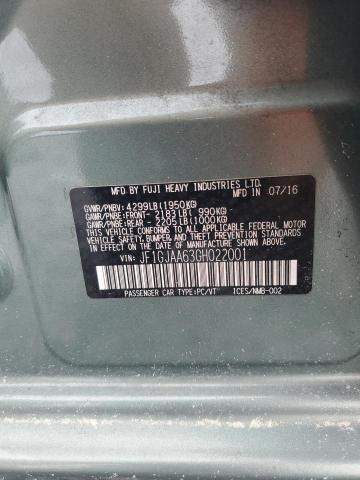 MFD BY FUJI HEAVY INDUSTRIES LTD.
MFD IN 07/16
GVWR/PNBV: 4299LB(1950KG)
GAWR/PNBE:FRONT- 2183LB( 990KG)
GAWR/PNBE:REAR - 2205LB(1000KG)
THIS VEHICLE CONFORMS TO ALL
APPLICABLE FEDERAL MOTOR VEHICLE
SAFETY, BUMPER, AND THEFT
PREVENTION STANDARDS IN EFFECT ON
THE DATE OF MANUFACTURE SHOWN ABOVE.
VIN: JF1GJAA63GH022001
PASSENGER CAR TYPE:PC/VT ICES/NMB-002